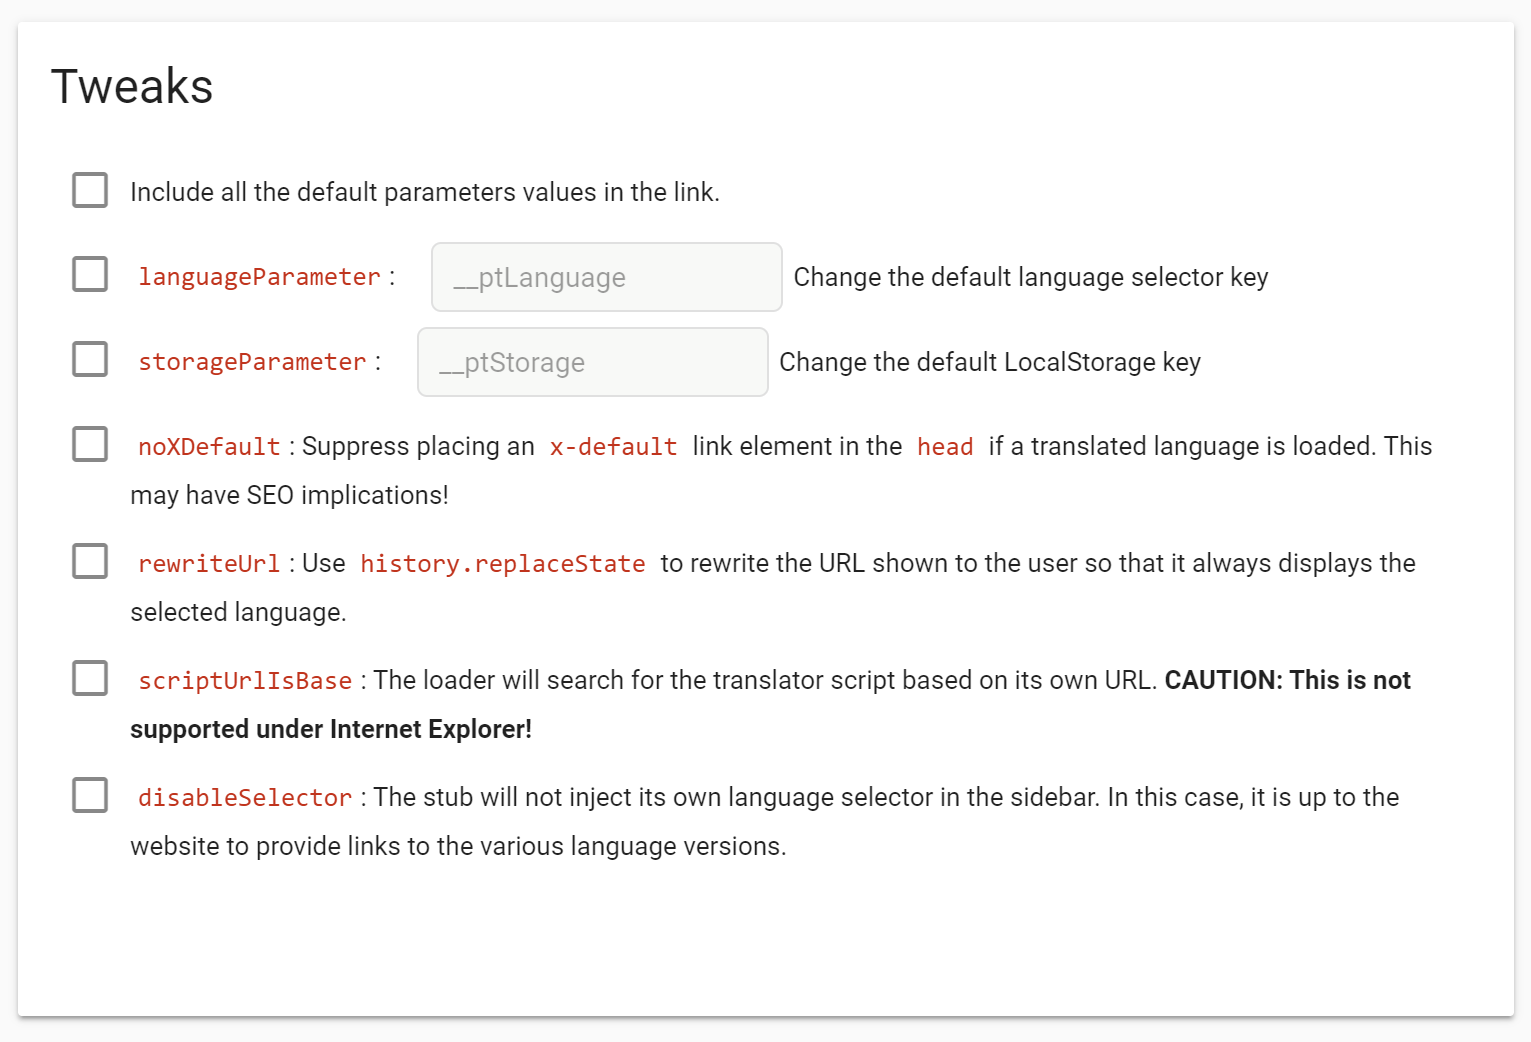 Tweaks
Include all the default parameters values in the link.
languageParameter : __ptLanguage Change the default language selector key
storageParameter : __ptStorage Change the default LocalStorage key
noXDefault : Suppress placing an x-default link element in the head if a translated language is loaded. This
may have SEO implications!
rewriteUrl : Use history.replaceState to rewrite the URL shown to the user so that it always displays the
selected language.
scriptUrlIsBase : The loader will search for the translator script based on its own URL. CAUTION: This is not
supported under Internet Explorer!
disableSelector : The stub will not inject its own language selector in the sidebar. In this case, it is up to the
website to provide links to the various language versions.